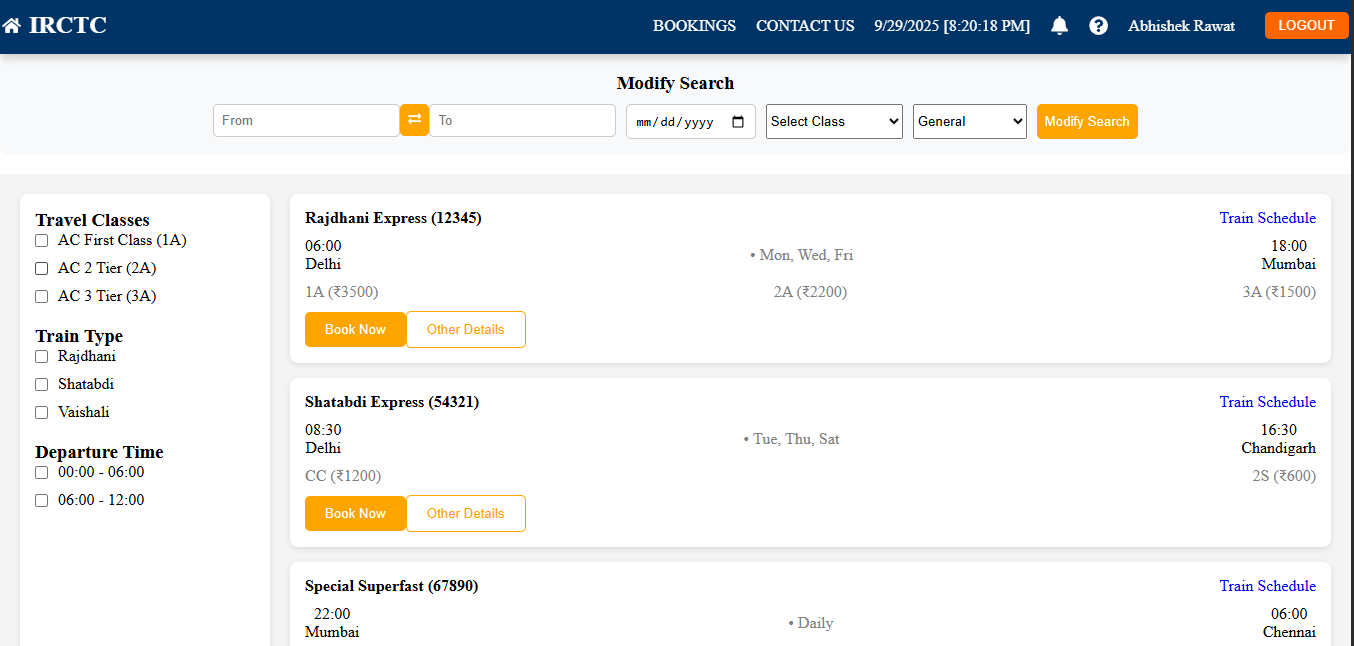 IRCTC BOOKINGS CONTACT US 9/29/2025 [8:20:18 PM] ? Abhishek Rawat LOGOUT
Modify Search
From ⇄ To mm/dd/yyyy Select Class General Modify Search
Travel Classes
AC First Class (1A)
AC 2 Tier (2A)
AC 3 Tier (3A)
Train Type
Rajdhani
Shatabdi
Vaishali
Departure Time
00:00 - 06:00
06:00 - 12:00
Rajdhani Express (12345) Train Schedule
06:00 18:00
Delhi • Mon, Wed, Fri Mumbai
1A (₹3500) 2A (₹2200) 3A (₹1500)
Book Now Other Details
Shatabdi Express (54321) Train Schedule
08:30 16:30
Delhi • Tue, Thu, Sat Chandigarh
CC (₹1200) 2S (₹600)
Book Now Other Details
Special Superfast (67890) Train Schedule
22:00 06:00
Mumbai • Daily Chennai